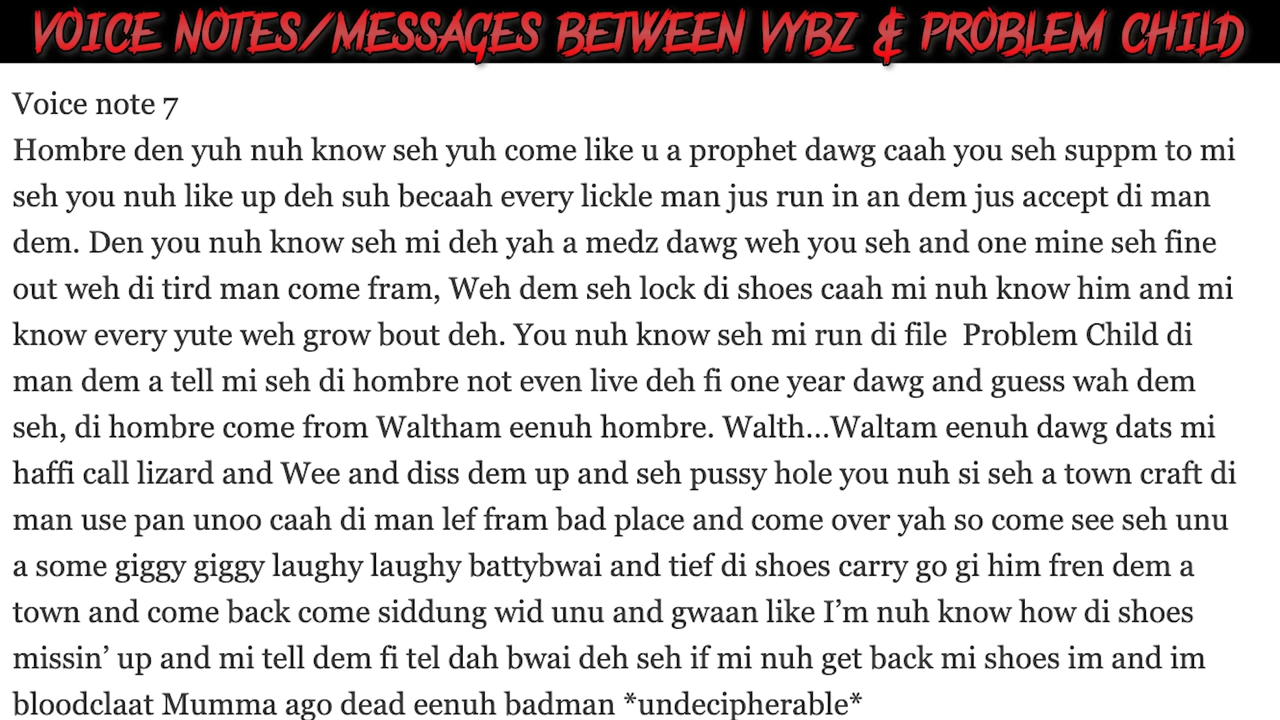 VOICE NOTES/MESSAGES BETWEEN VYBZ & PROBLEM CHILD
Voice note 7
Hombre den yuh nuh know seh yuh come like u a prophet dawg caah you seh suppm to mi
seh you nuh like up deh suh becaah every lickle man jus run in an dem jus accept di man
dem. Den you nuh know seh mi deh yah a medz dawg weh you seh and one mine seh fine
out weh di tird man come fram, Weh dem seh lock di shoes caah mi nuh know him and mi
know every yute weh grow bout deh. You nuh know seh mi run di file  Problem Child di
man dem a tell mi seh di hombre not even live deh fi one year dawg and guess wah dem
seh, di hombre come from Waltham eenuh hombre. Walth...Waltam eenuh dawg dats mi
haffi call lizard and Wee and diss dem up and seh pussy hole you nuh si seh a town craft di
man use pan unoo caah di man lef fram bad place and come over yah so come see seh unu
a some giggy giggy laughy laughy battybwai and tief di shoes carry go gi him fren dem a
town and come back come siddung wid unu and gwaan like I'm nuh know how di shoes
missin' up and mi tell dem fi tel dah bwai deh seh if mi nuh get back mi shoes im and im
bloodclaat Mumma ago dead eenuh badman *undecipherable*